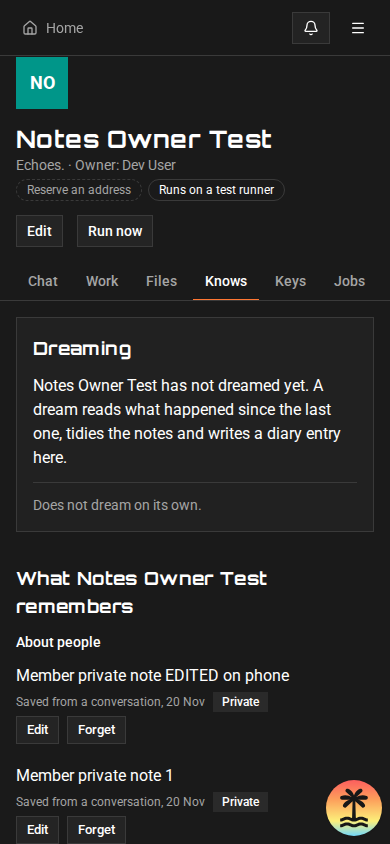 Home
NO
Notes Owner Test
Echoes. · Owner: Dev User
Reserve an address
Runs on a test runner
Edit
Run now
Chat
Work
Files
Knows
Keys
Jobs
Dreaming
Notes Owner Test has not dreamed yet. A
dream reads what happened since the last
one, tidies the notes and writes a diary entry
here.
Does not dream on its own.
What Notes Owner Test
remembers
About people
Member private note EDITED on phone
Saved from a conversation, 20 Nov
Private
Edit
Forget
Member private note 1
Saved from a conversation, 20 Nov
Private
Edit
Forget